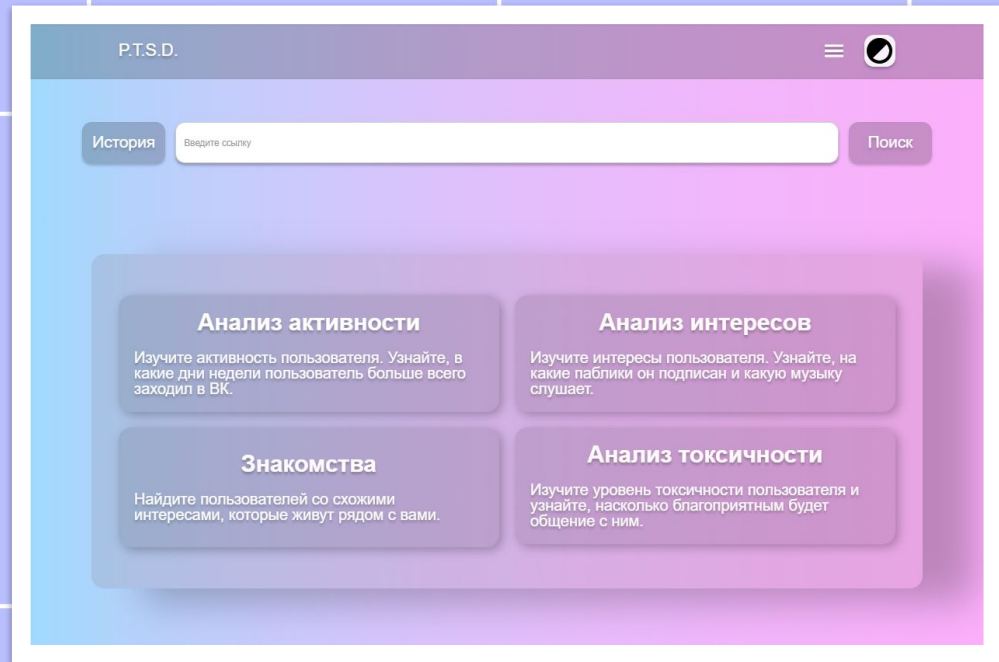 P.T.S.D.
История
Введите ссылку
Поиск
Анализ активности
Изучите активность пользователя. Узнайте, в
какие дни недели пользователь больше всего
заходил в ВК.
Анализ интересов
Изучите интересы пользователя. Узнайте, на
какие паблики он подписан и какую музыку
слушает.
Знакомства
Найдите пользователей со схожими
интересами, которые живут рядом с вами.
Анализ токсичности
Изучите уровень токсичности пользователя и
узнайте, насколько благоприятным будет
общение с ним.